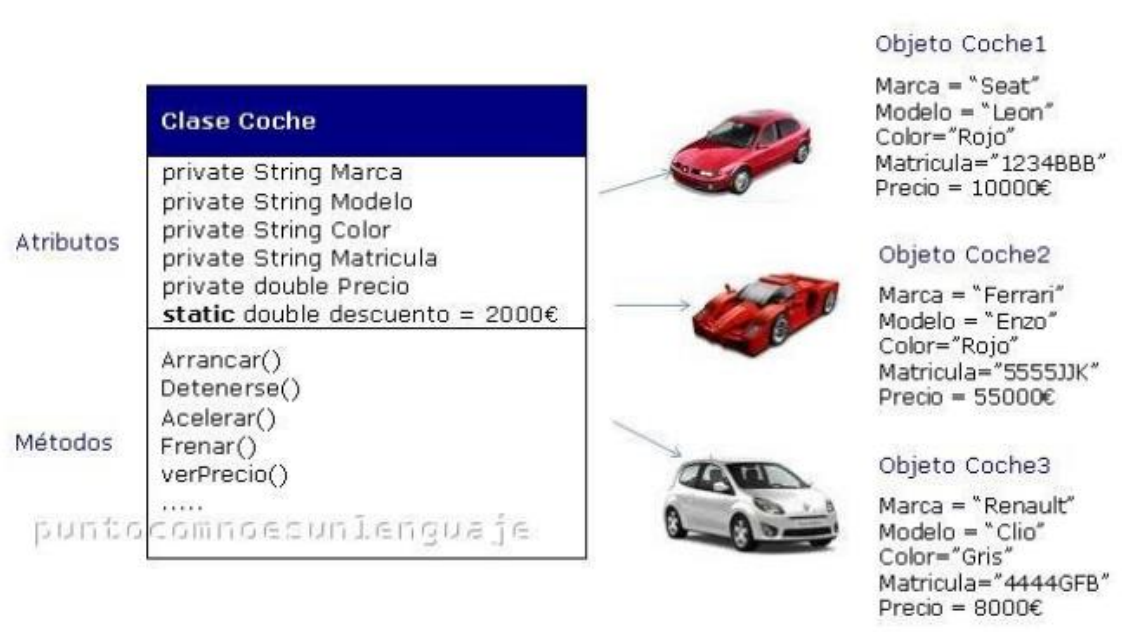 Clase Coche
Atributos
private String Marca
private String Modelo
private String Color
private String Matricula
private double Precio
static double descuento = 2000€
Métodos
Arrancar()
Detenerse()
Acelerar()
Frenar()
verPrecio()
.....
puntocomnoesunlenguaje
Objeto Coche1
Marca = “Seat”
Modelo = “Leon”
Color=”Rojo”
Matricula=”1234BBB”
Precio = 10000€
Objeto Coche2
Marca = “Ferrari”
Modelo = “Enzo”
Color=”Rojo”
Matricula=”5555JJK”
Precio = 55000€
Objeto Coche3
Marca = “Renault”
Modelo = “Clio”
Color=”Gris”
Matricula=”4444GFB”
Precio = 8000€